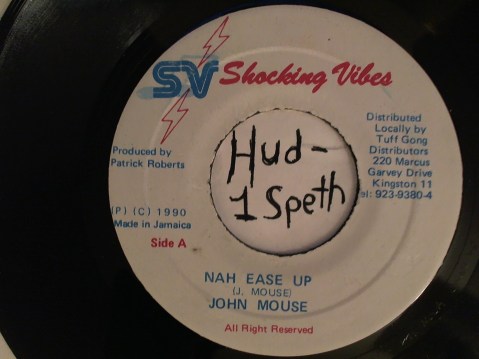 SV Shocking Vibes
Produced by
Patrick Roberts
Distributed
Locally by
Tuff Gong
Distributors
220 Marcus
Garvey Drive
Kingston 11
el: 923-9380-4
Hud-
1 Speth
(P) (C) 1990
Made in Jamaica
Side A
NAH EASE UP
(J. MOUSE)
JOHN MOUSE
All Right Reserved